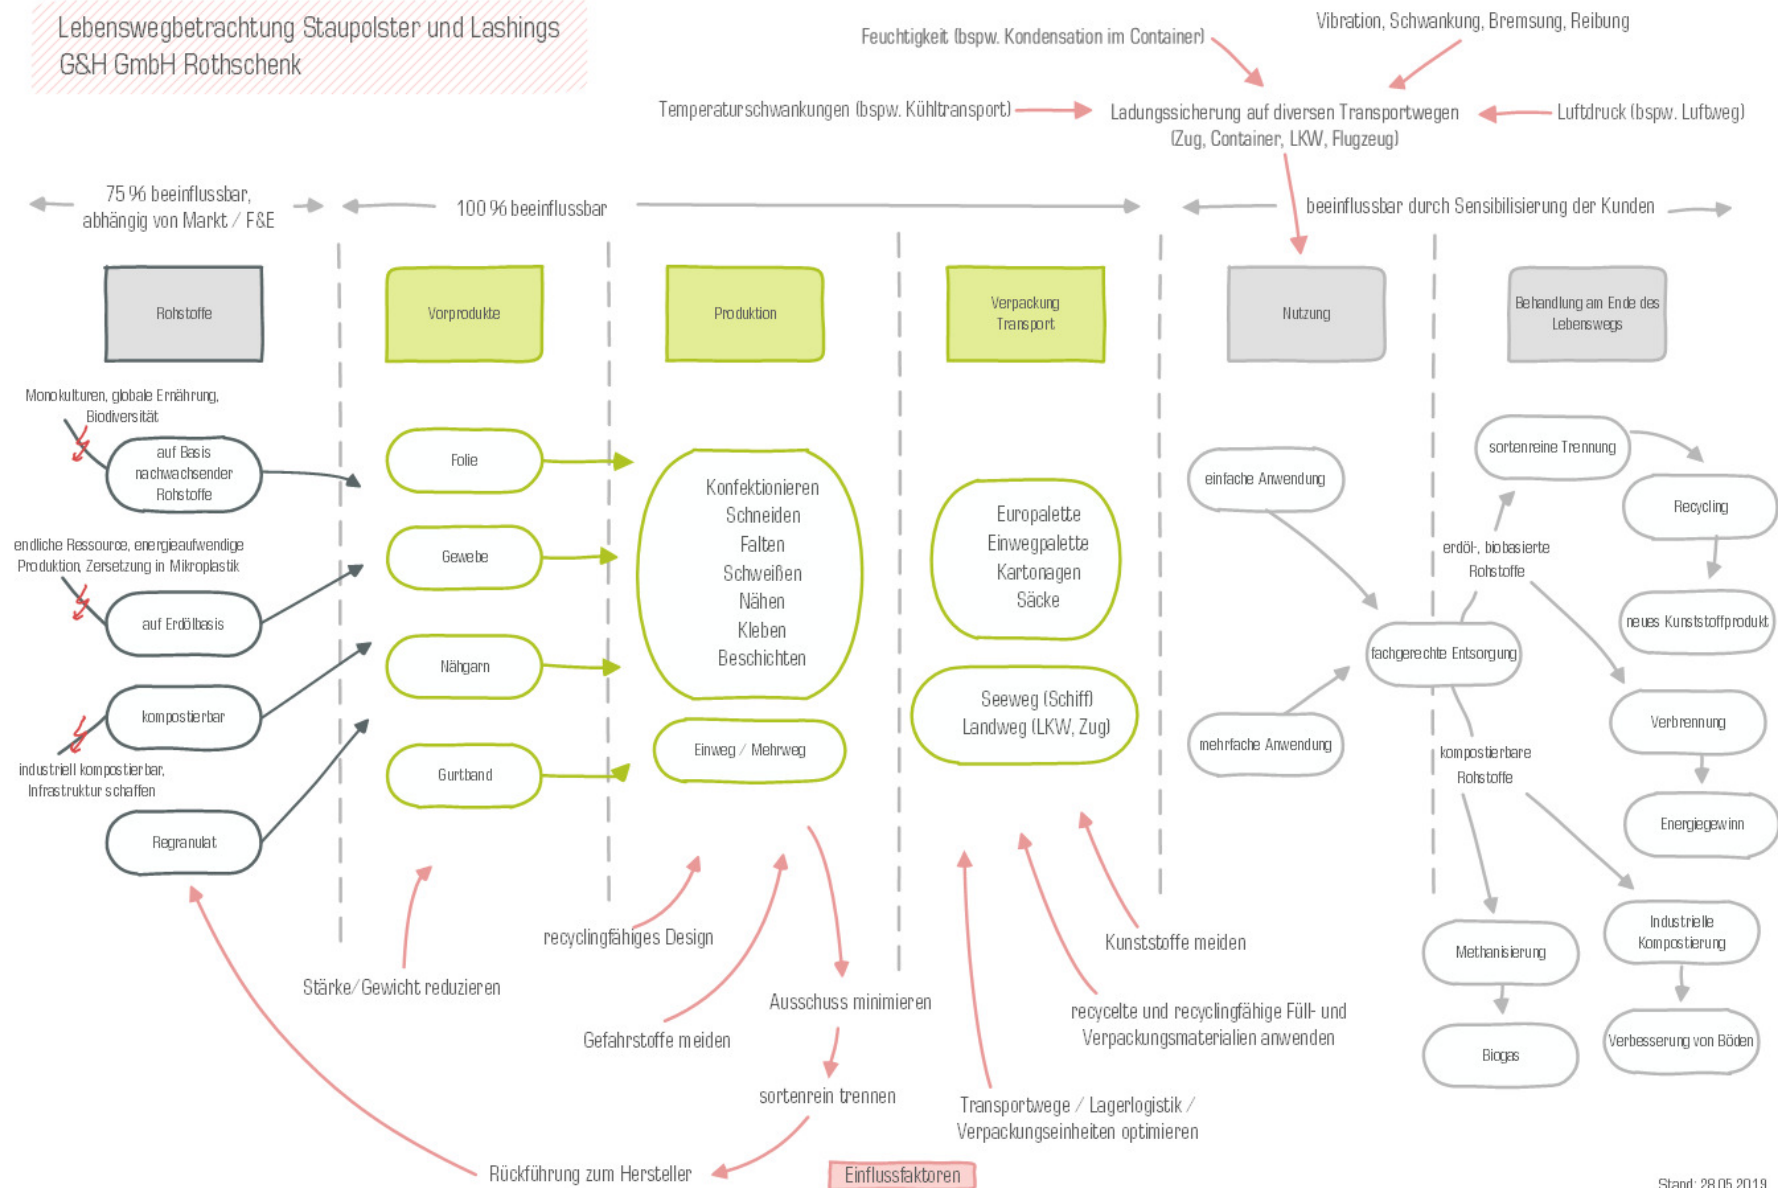 Lebenswegbetrachtung Staupolster und Lashings
G&H GmbH Rothschenk
Vibration, Schwankung, Bremsung, Reibung
Feuchtigkeit (bspw. Kondensation im Container)
Temperaturschwankungen (bspw. Kühltransport)
Ladungssicherung auf diversen Transportwegen
(Zug, Container, LKW, Flugzeug)
Luftdruck (bspw. Luftweg)
75 % beeinflussbar,
abhängig von Markt / F&E
100 % beeinflussbar
beeinflussbar durch Sensibilisierung der Kunden
Rohstoffe
Vorprodukte
Produktion
Verpackung
Transport
Nutzung
Behandlung am Ende des
Lebenswegs
Monokulturen, globale Ernährung,
Biodiversität
auf Basis
nachwachsender
Rohstoffe
endliche Ressource, energieaufwendige
Produktion, Zersetzung in Mikroplastik
auf Erdölbasis
kompostierbar
industriell kompostierbar,
Infrastruktur schaffen
Regranulat
Folie
Gewebe
Nähgarn
Gurtband
Stärke/Gewicht reduzieren
Konfektionieren
Schneiden
Falten
Schweißen
Nähen
Kleben
Beschichten
Einweg / Mehrweg
recyclingfähiges Design
Gefahrstoffe meiden
Ausschuss minimieren
sortenrein trennen
Rückführung zum Hersteller
Europalette
Einwegpalette
Kartonagen
Säcke
Seeweg (Schiff)
Landweg (LKW, Zug)
Kunststoffe meiden
recycelte und recyclingfähige Füll- und
Verpackungsmaterialien anwenden
Transportwege / Lagerlogistik /
Verpackungseinheiten optimieren
Einflussfaktoren
einfache Anwendung
mehrfache Anwendung
fachgerechte Entsorgung
erdöl-, biobasierte
Rohstoffe
sortenreine Trennung
Recycling
neues Kunststoffprodukt
Verbrennung
Energiegewinn
kompostierbare
Rohstoffe
Methanisierung
Biogas
Industrielle
Kompostierung
Verbesserung von Böden
Stand: 28.05.2019